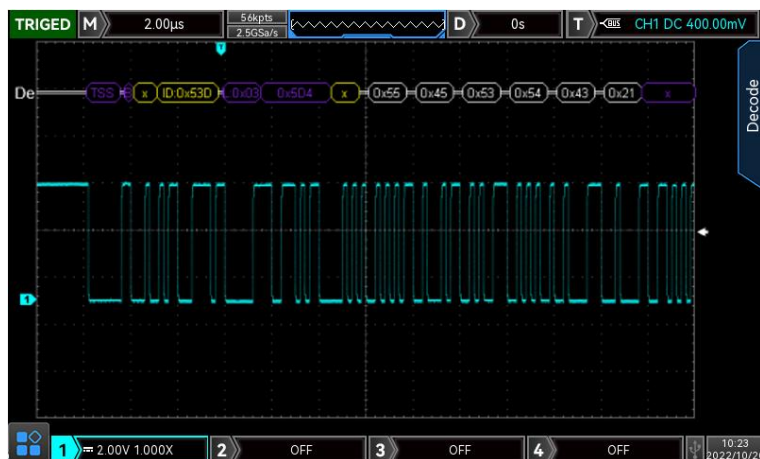 TRIGED M 2.00µs 56kpts 2.5GSa/s D 0s T BUS CH1 DC 400.00mV
T
De TSS x ID:0x53D 0x03 0x5D4 x 0x55 0x45 0x53 0x54 0x43 0x21 x
Decode
1
1 2.00V 1.000X 2 OFF 3 OFF 4 OFF 10:23
2022/10/2